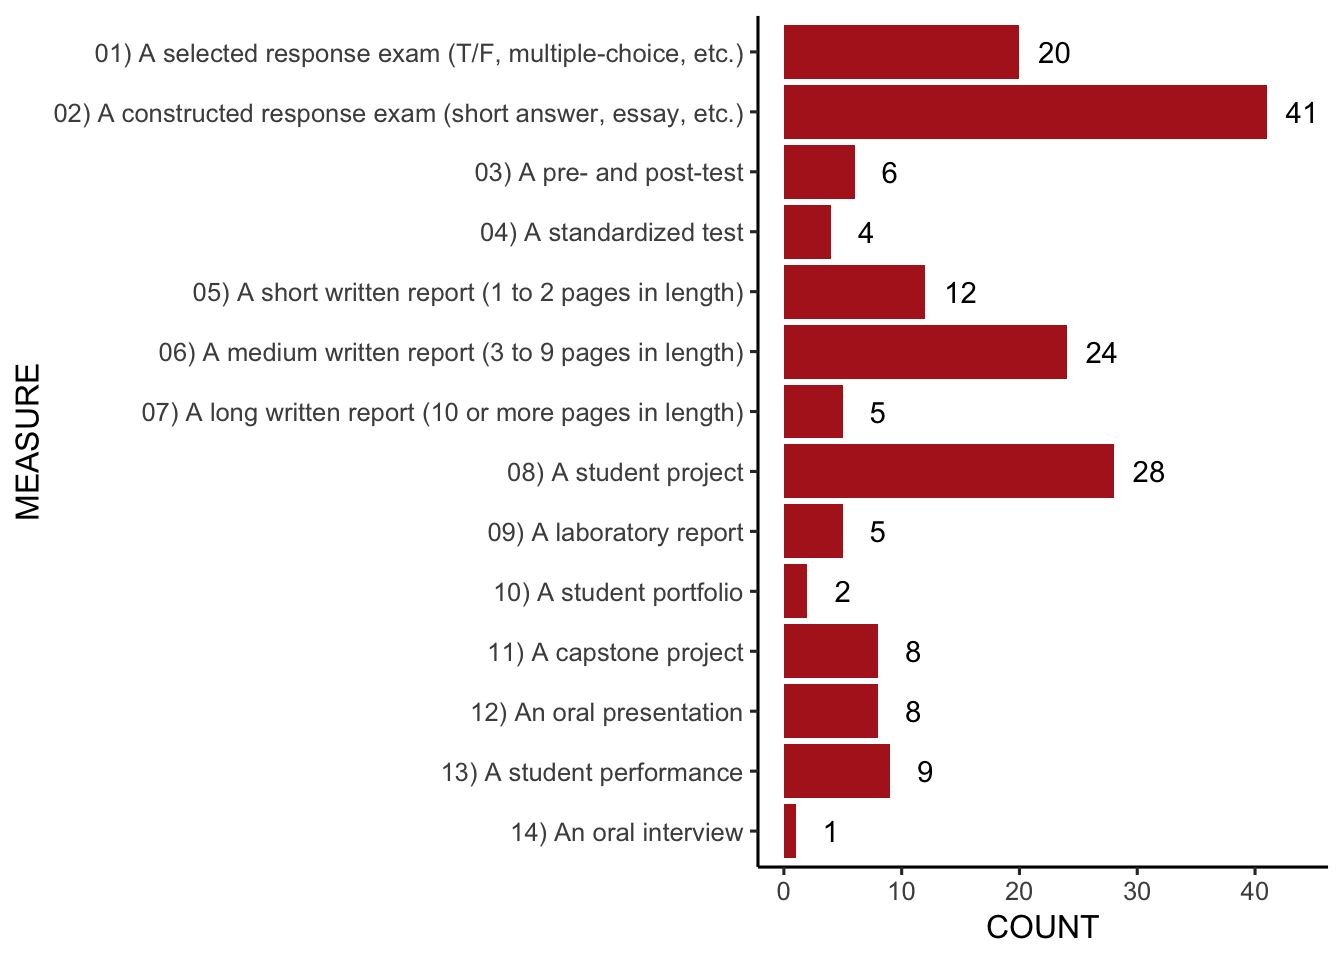 MEASURE
01) A selected response exam (T/F, multiple-choice, etc.) 20
02) A constructed response exam (short answer, essay, etc.) 41
03) A pre- and post-test 6
04) A standardized test 4
05) A short written report (1 to 2 pages in length) 12
06) A medium written report (3 to 9 pages in length) 24
07) A long written report (10 or more pages in length) 5
08) A student project 28
09) A laboratory report 5
10) A student portfolio 2
11) A capstone project 8
12) An oral presentation 8
13) A student performance 9
14) An oral interview 1
0 10 20 30 40
COUNT